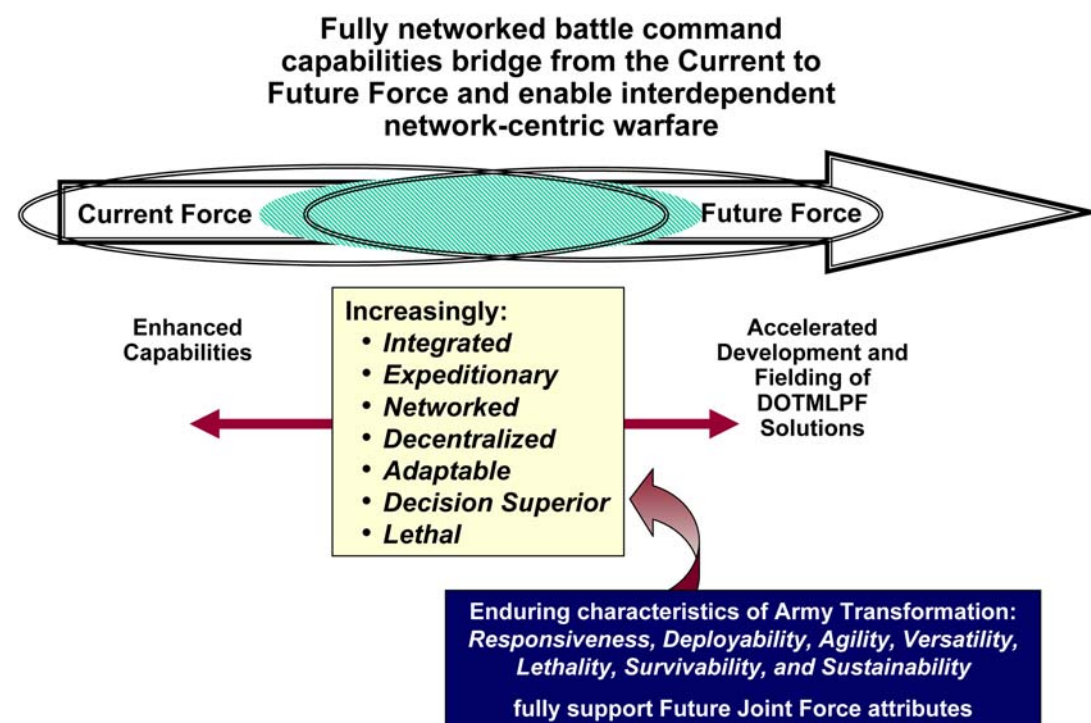 Fully networked battle command
capabilities bridge from the Current to
Future Force and enable interdependent
network-centric warfare
Current Force
Future Force
Enhanced
Capabilities
Increasingly:
• Integrated
• Expeditionary
• Networked
• Decentralized
• Adaptable
• Decision Superior
• Lethal
Accelerated
Development and
Fielding of
DOTMLPF
Solutions
Enduring characteristics of Army Transformation:
Responsiveness, Deployability, Agility, Versatility,
Lethality, Survivability, and Sustainability
fully support Future Joint Force attributes